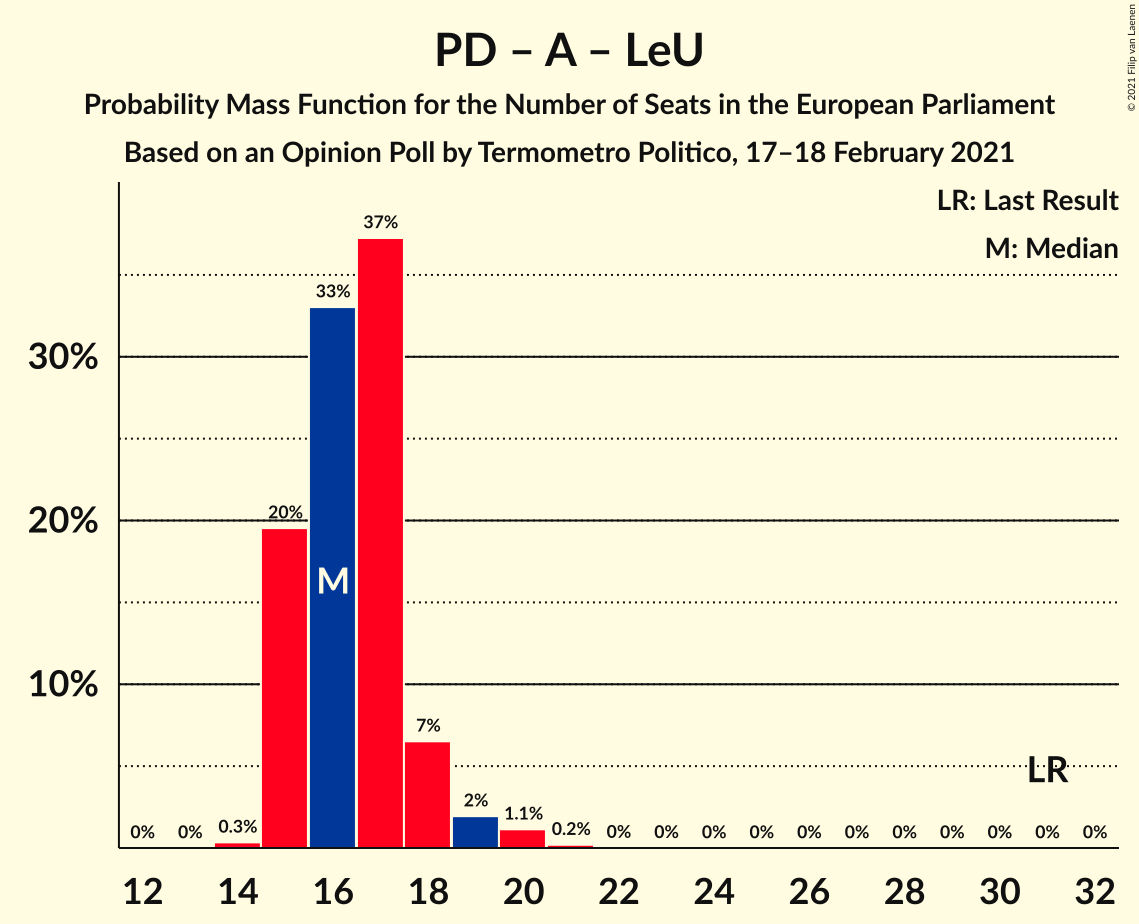 PD – A – LeU
Probability Mass Function for the Number of Seats in the European Parliament
Based on an Opinion Poll by Termometro Politico, 17–18 February 2021
© 2021 Filip van Laenen
LR: Last Result
M: Median
37%
33%
30%
20%
20%
M
10%
7%
LR
2%
1.1%
0% 0% 0.3% 0.2% 0% 0% 0% 0% 0% 0% 0% 0% 0% 0% 0%
12 14 16 18 20 22 24 26 28 30 32